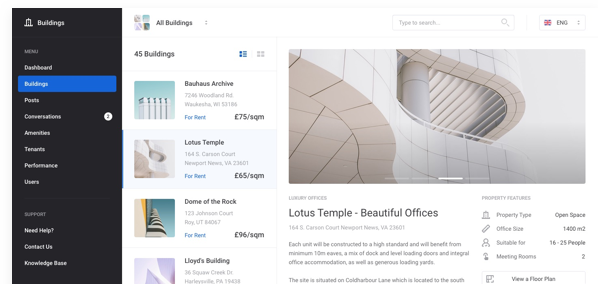 Buildings
All Buildings
Type to search...
ENG
MENU
Dashboard
Buildings
Posts
Conversations 2
Amenities
Tenants
Performance
Users
SUPPORT
Need Help?
Contact Us
Knowledge Base
45 Buildings
Bauhaus Archive
7246 Woodland Rd.
Waukesha, WI 53186
For Rent £75/sqm
Lotus Temple
164 S. Carson Court
Newport News, VA 23601
For Rent £65/sqm
Dome of the Rock
123 Johnson Court
Roy, UT 84067
For Rent £96/sqm
Lloyd's Building
36 Squaw Creek Dr.
Harleysville, PA 19438
LUXURY OFFICES
Lotus Temple - Beautiful Offices
164 S. Carson Court Newport News, VA 23601
Each unit will be constructed to a high standard and will benefit from
minimum 10m eaves, a mix of dock and level loading doors and integral
office accommodation, as well as generous loading yards.
The site is situated on Coldharbour Lane which is located to the south
PROPERTY FEATURES
Property Type Open Space
Office Size 1400 m2
Suitable for 16 - 25 People
Meeting Rooms 2
View a Floor Plan